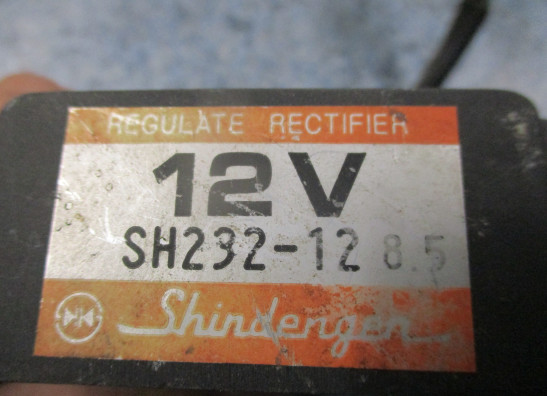 REGULATE RECTIFIER
12V
SH232-12 8.5
Shindengen